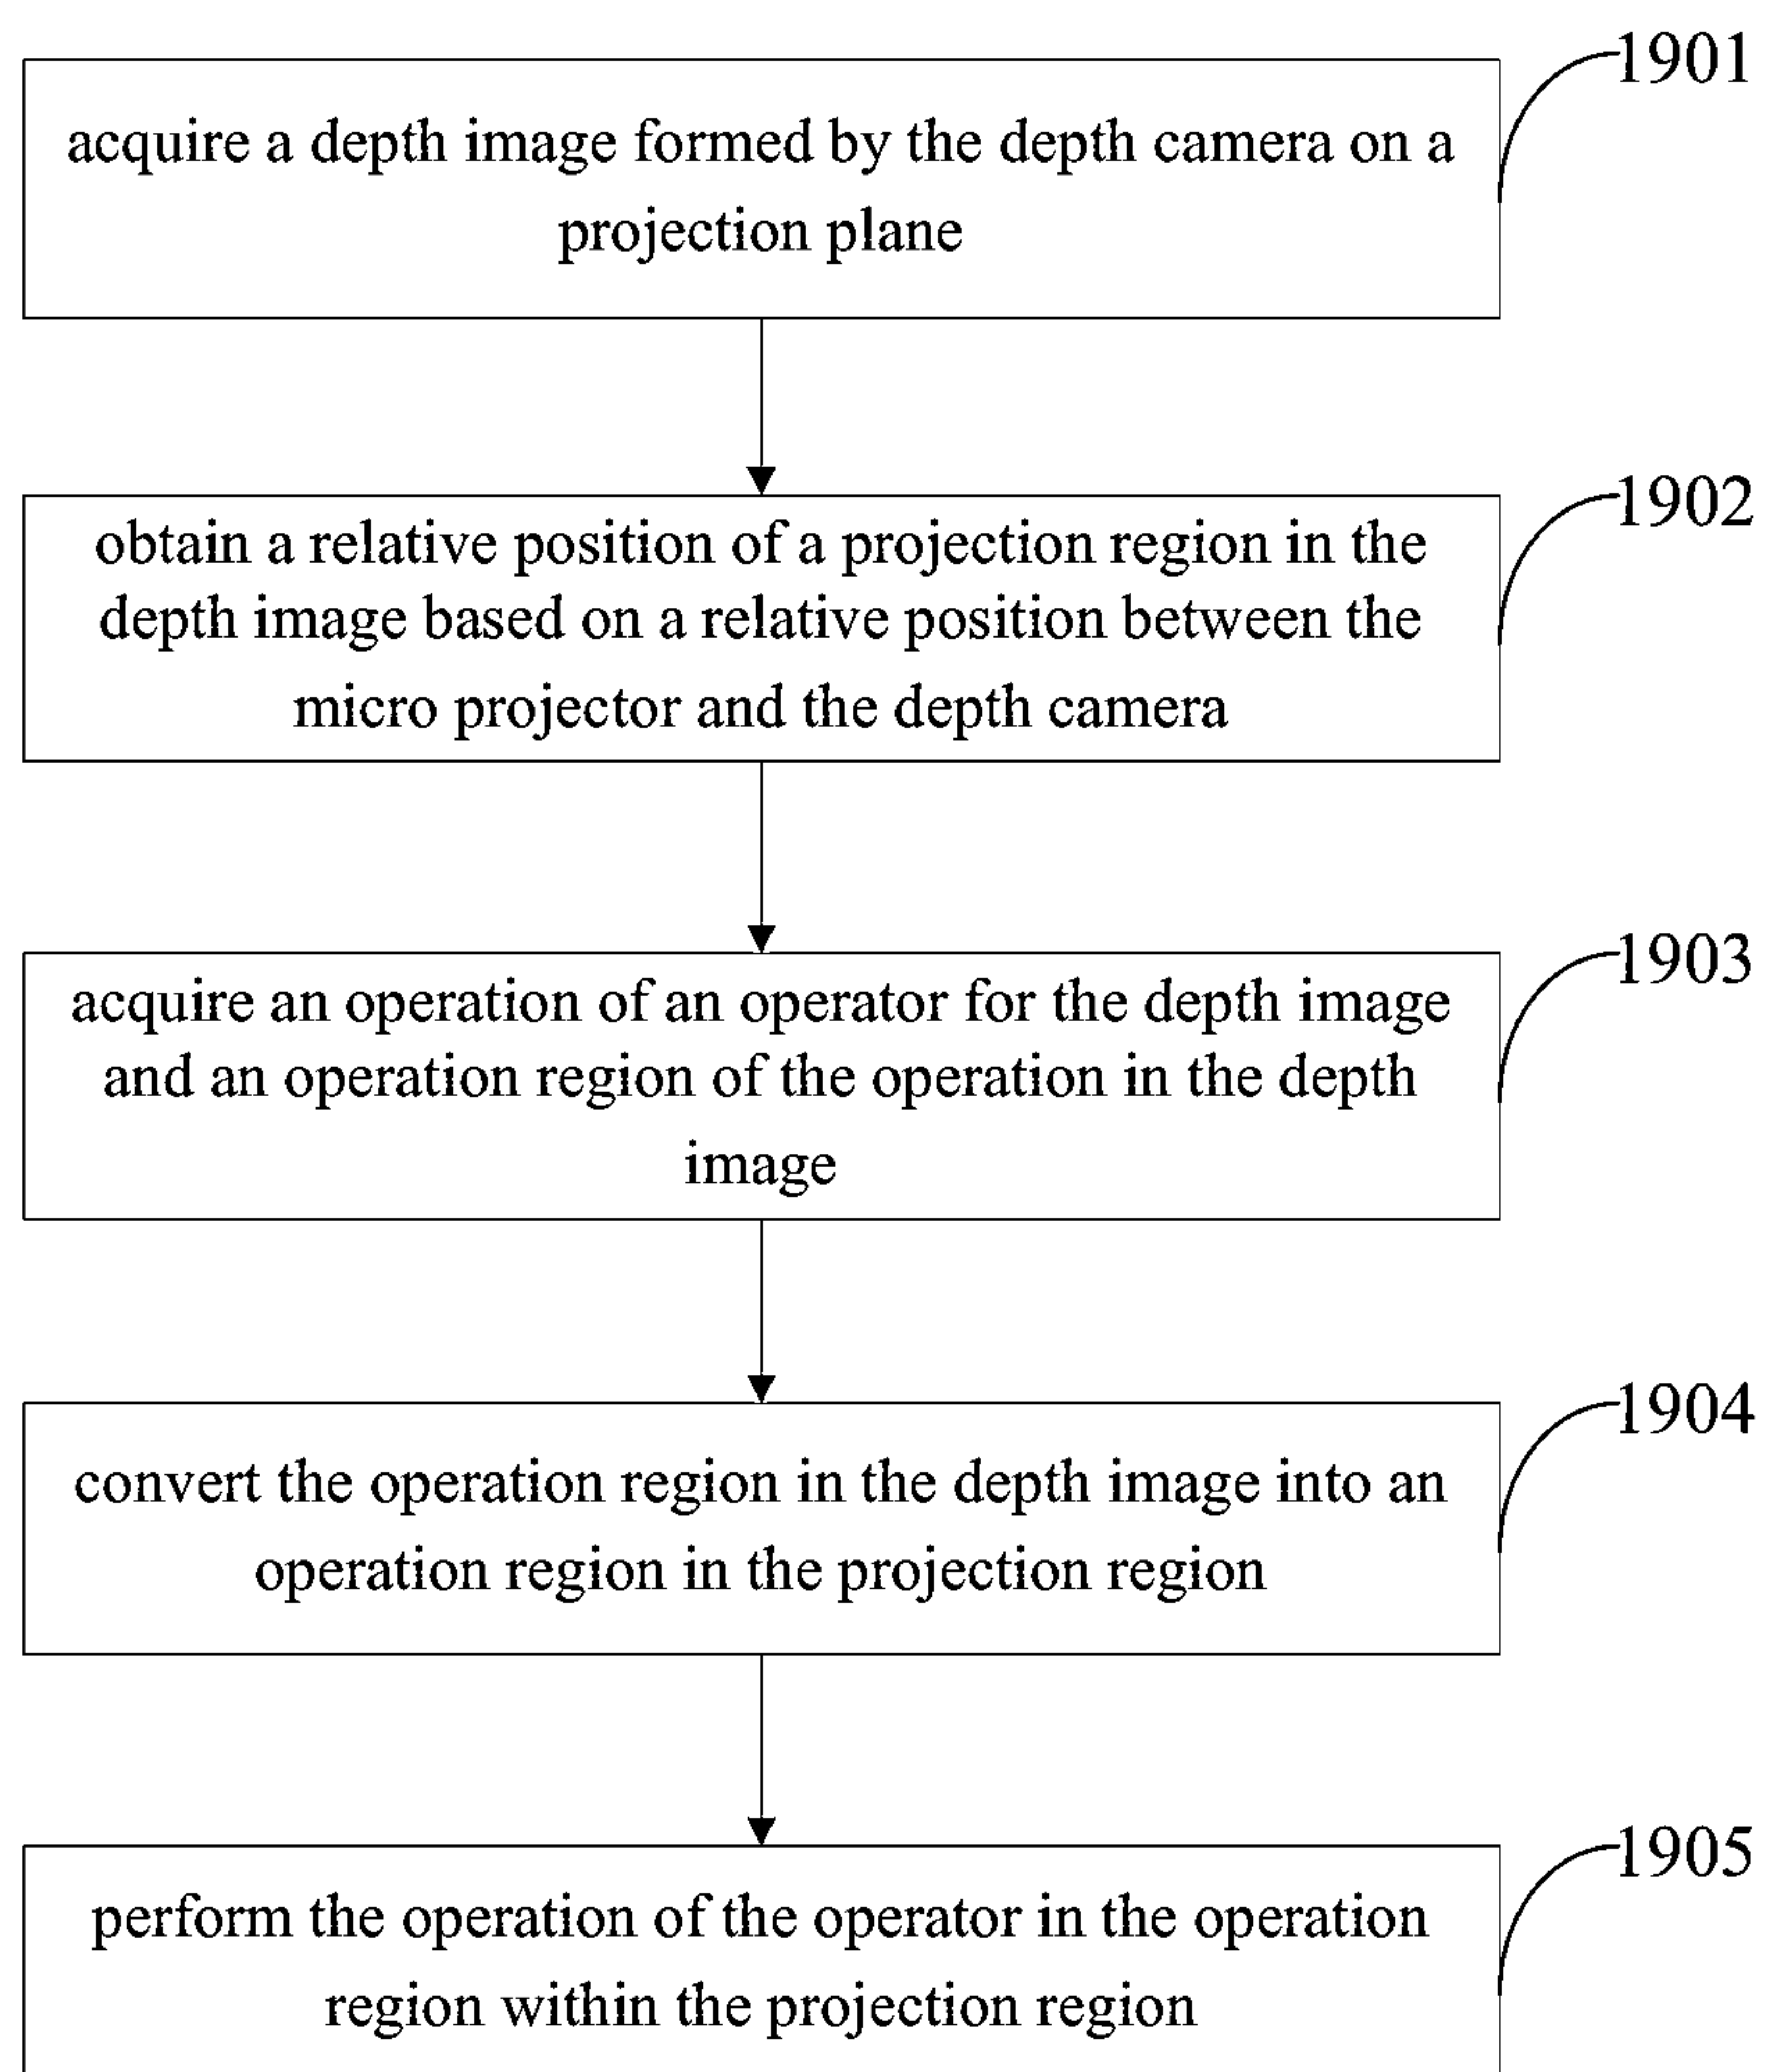 1901
acquire a depth image formed by the depth camera on a
projection plane
1902
obtain a relative position of a projection region in the
depth image based on a relative position between the
micro projector and the depth camera
1903
acquire an operation of an operator for the depth image
and an operation region of the operation in the depth
image
1904
convert the operation region in the depth image into an
operation region in the projection region
1905
perform the operation of the operator in the operation
region within the projection region